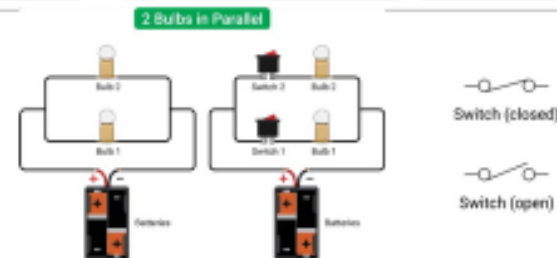 2 Bulbs in Parallel
Bulb 2
Bulb 1
+
-
Batteries
Switch 2
Bulb 2
Switch 1
Bulb 1
+
-
Batteries
Switch (closed)
Switch (open)